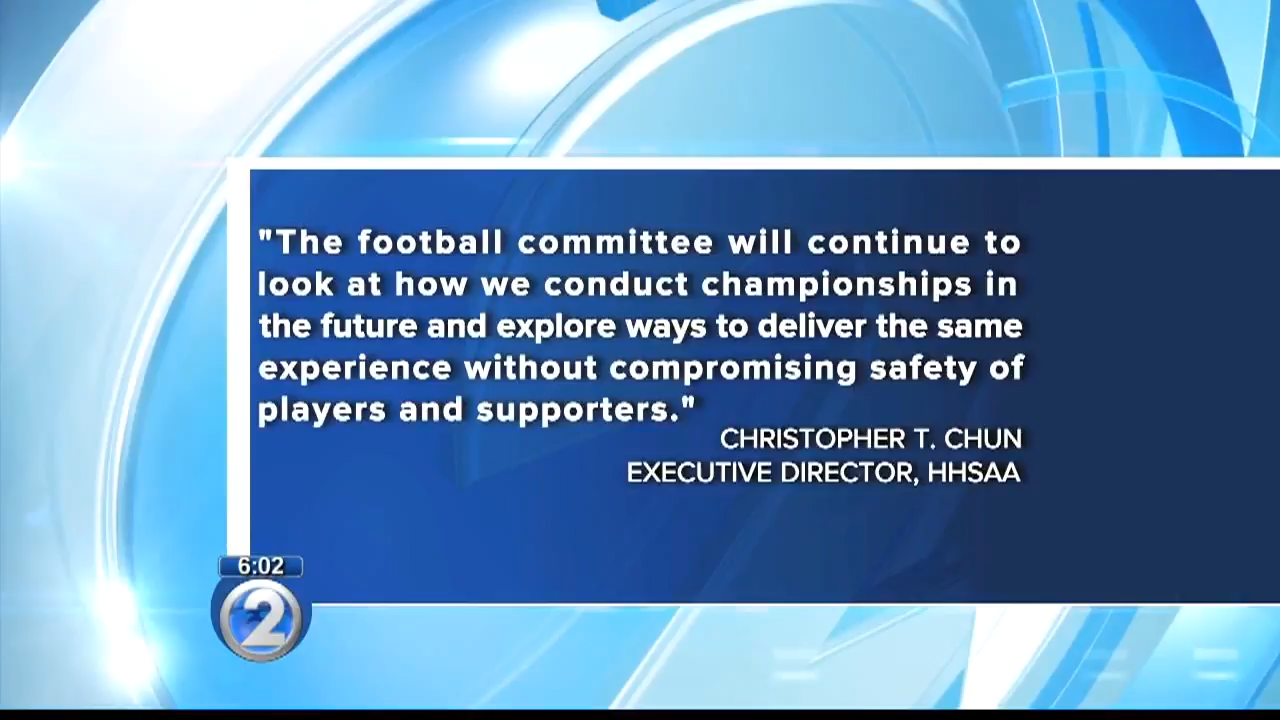 "The football committee will continue to
look at how we conduct championships in
the future and explore ways to deliver the same
experience without compromising safety of
players and supporters."
CHRISTOPHER T. CHUN
EXECUTIVE DIRECTOR, HHSAA
6:02
2